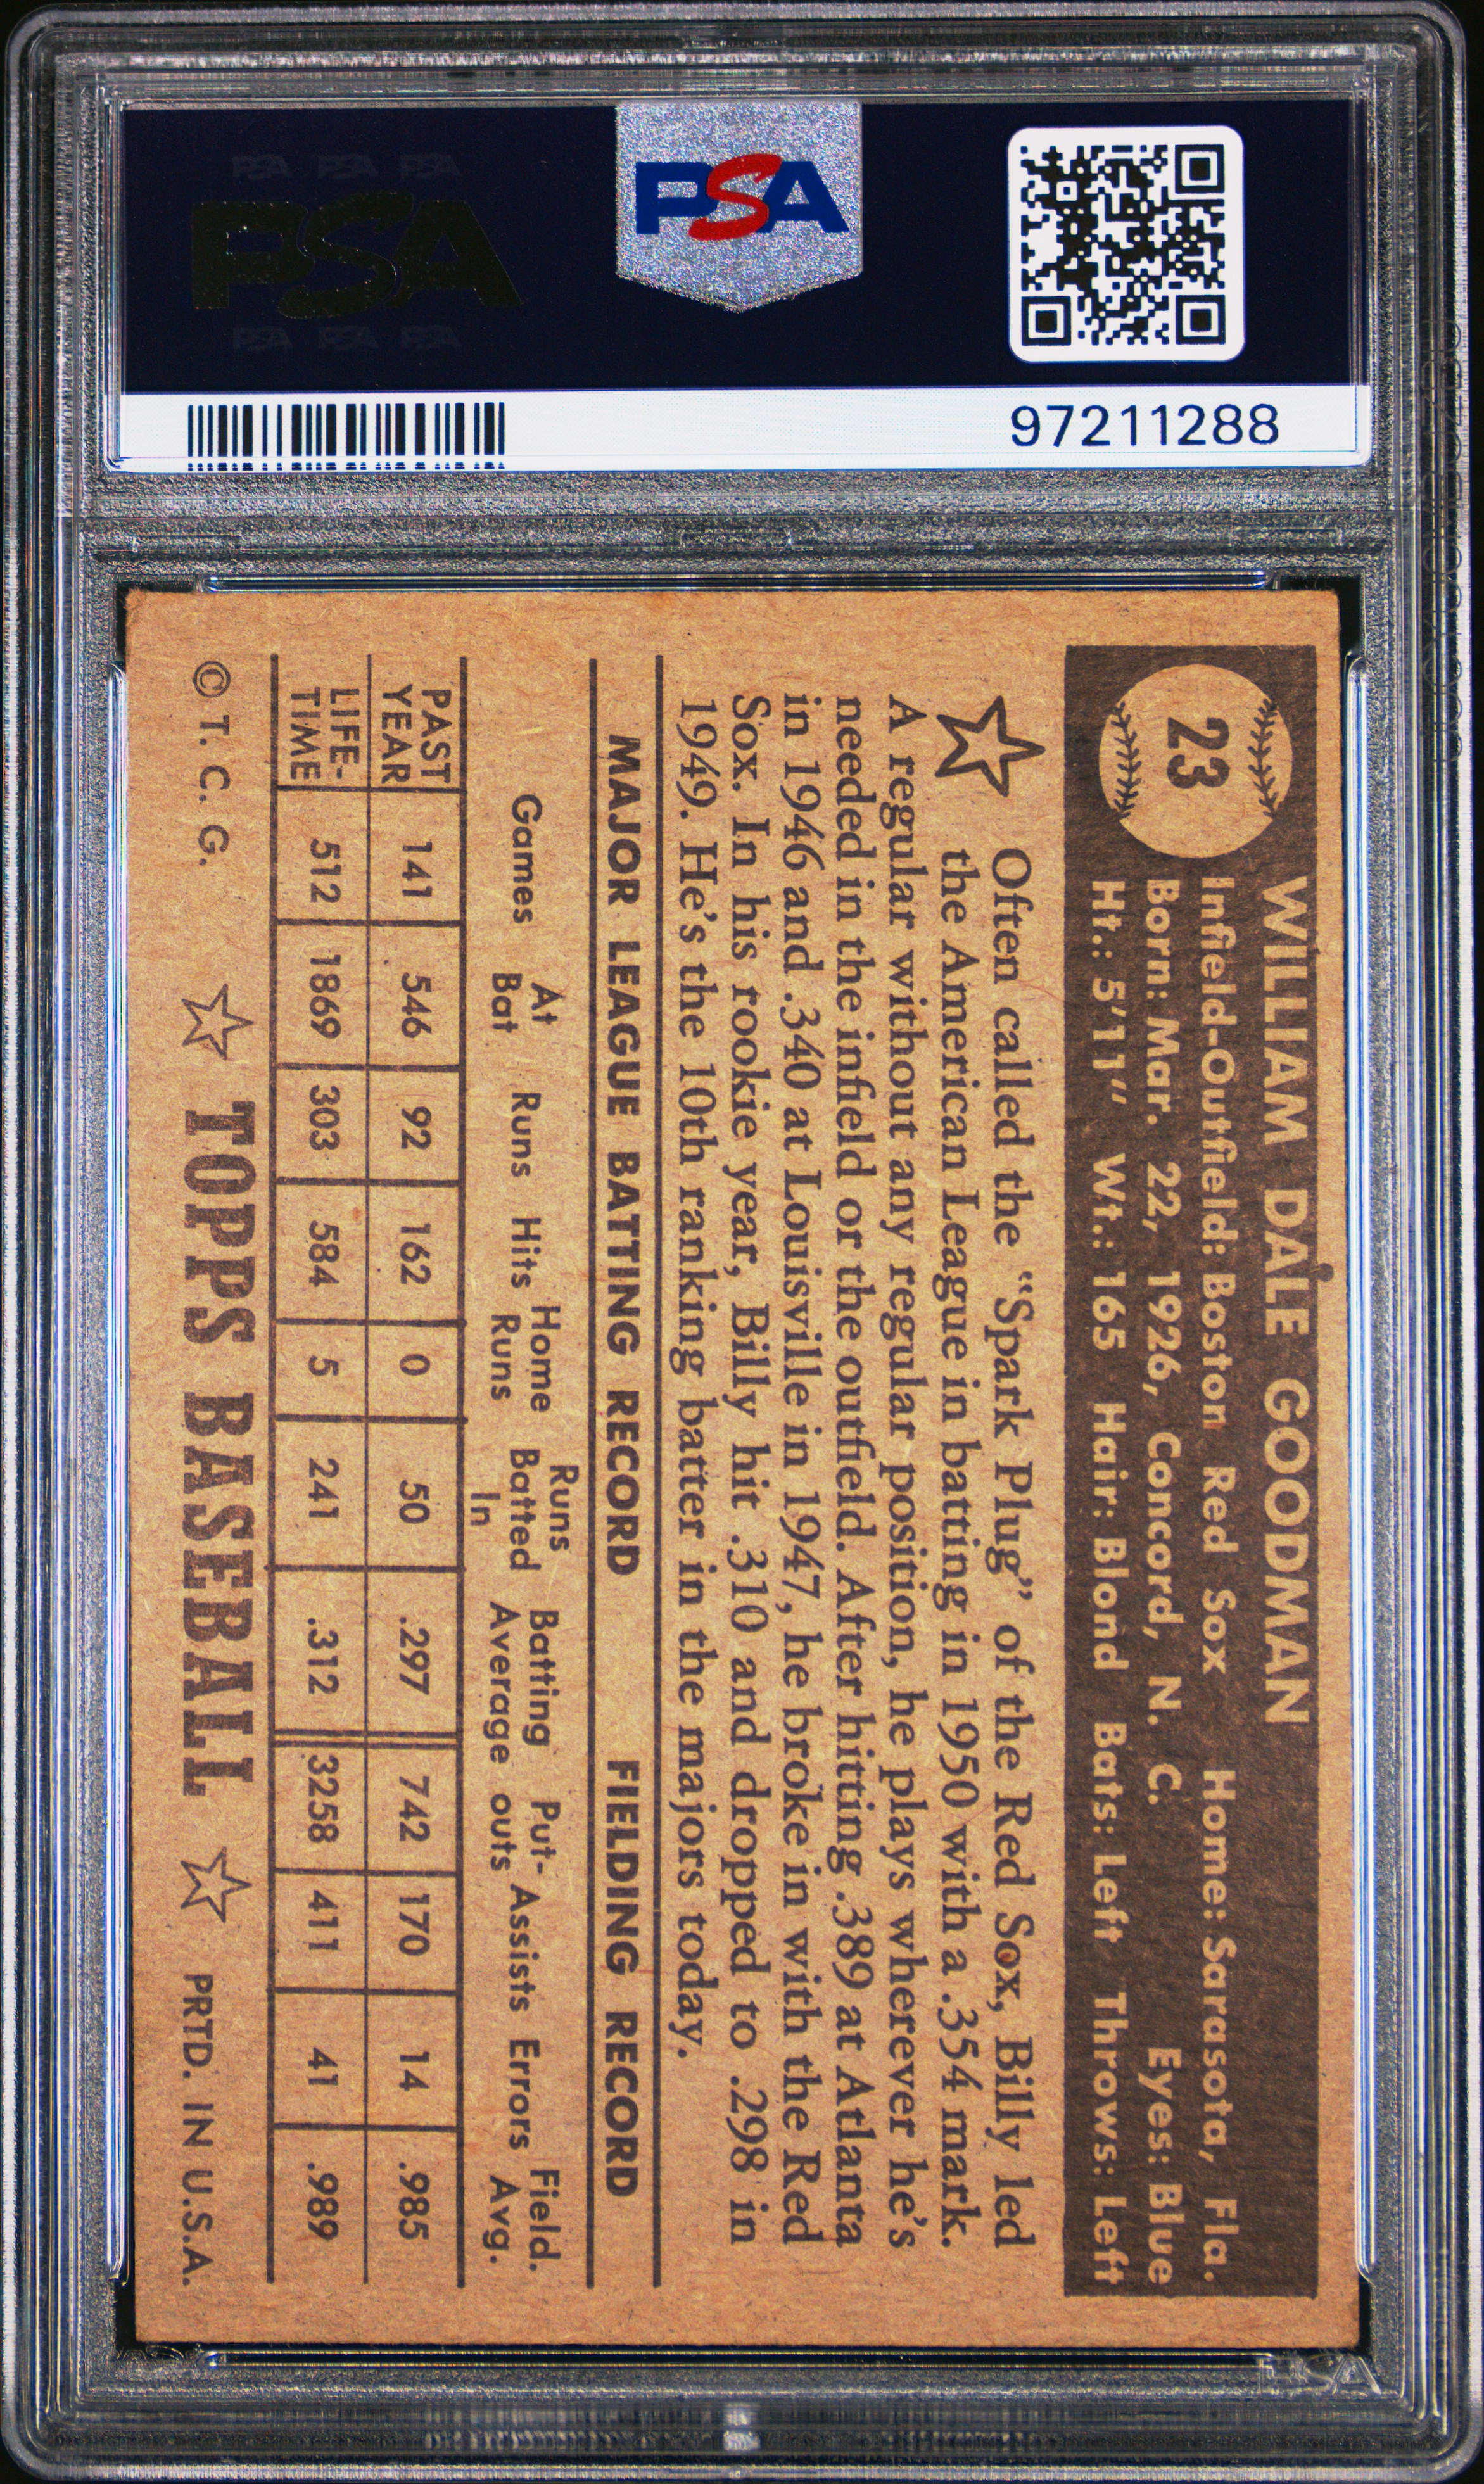 PSA PSA PSA
PSA
PSA PSA PSA
PSA
97211288
23
WILLIAM DALE GOODMAN
Infield-Outfield: Boston Red Sox Home: Sarasota, Fla.
Born: Mar. 22, 1926, Concord, N. C. Eyes: Blue
Ht.: 5'11" Wt.: 165 Hair: Blond Bats: Left Throws: Left
Often called the "Spark Plug" of the Red Sox, Billy led
the American League in batting in 1950 with a .354 mark.
A regular without any regular position, he plays wherever he's
needed in the infield or the outfield. After hitting .389 at Atlanta
in 1946 and .340 at Louisville in 1947, he broke in with the Red
Sox. In his rookie year, Billy hit .310 and dropped to .298 in
1949. He's the 10th ranking batter in the majors today.
MAJOR LEAGUE BATTING RECORD FIELDING RECORD
Games At Bat Runs Hits Home Runs Runs Batted In Batting Average Put-outs Assists Errors Field. Avg.
PAST YEAR 141 546 92 162 0 50 .297 742 170 14 .985
LIFE-TIME 512 1869 303 584 5 241 .312 3258 411 41 .989
© T. C. G. ☆ TOPPS BASEBALL ☆ PRTD. IN U.S.A.
PSA